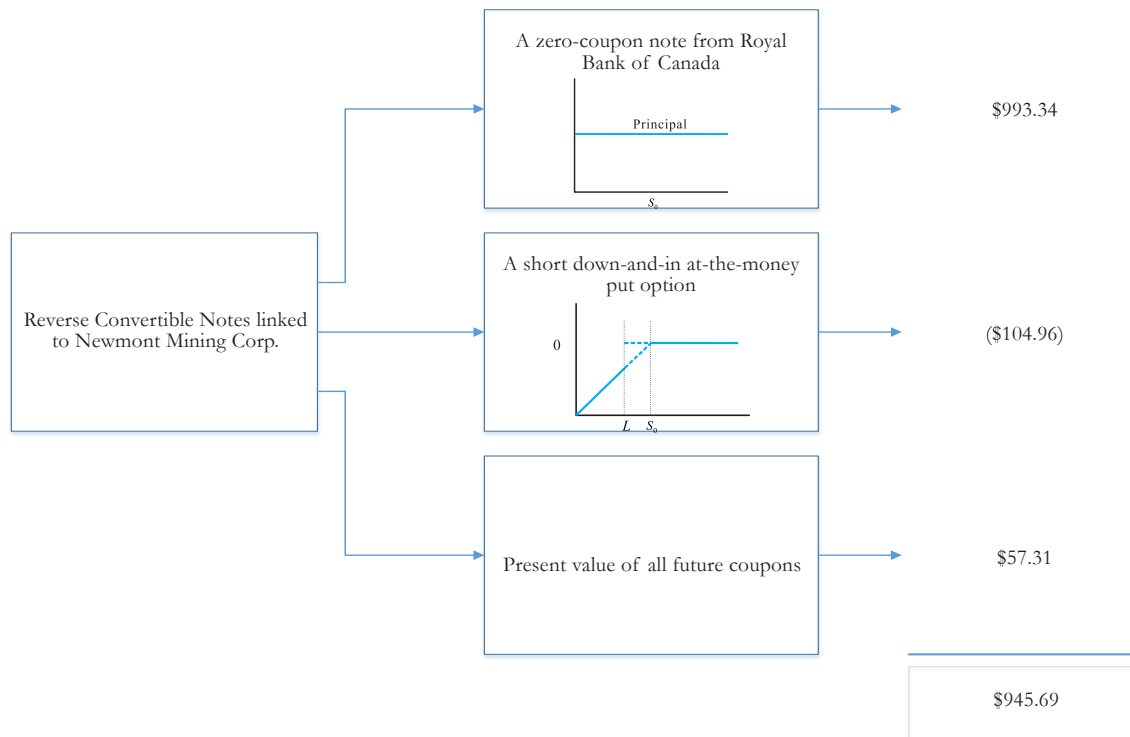 A zero-coupon note from Royal
Bank of Canada
Principal
S₀
$993.34
Reverse Convertible Notes linked
to Newmont Mining Corp.
A short down-and-in at-the-money
put option
0
L S₀
($104.96)
Present value of all future coupons
$57.31
$945.69